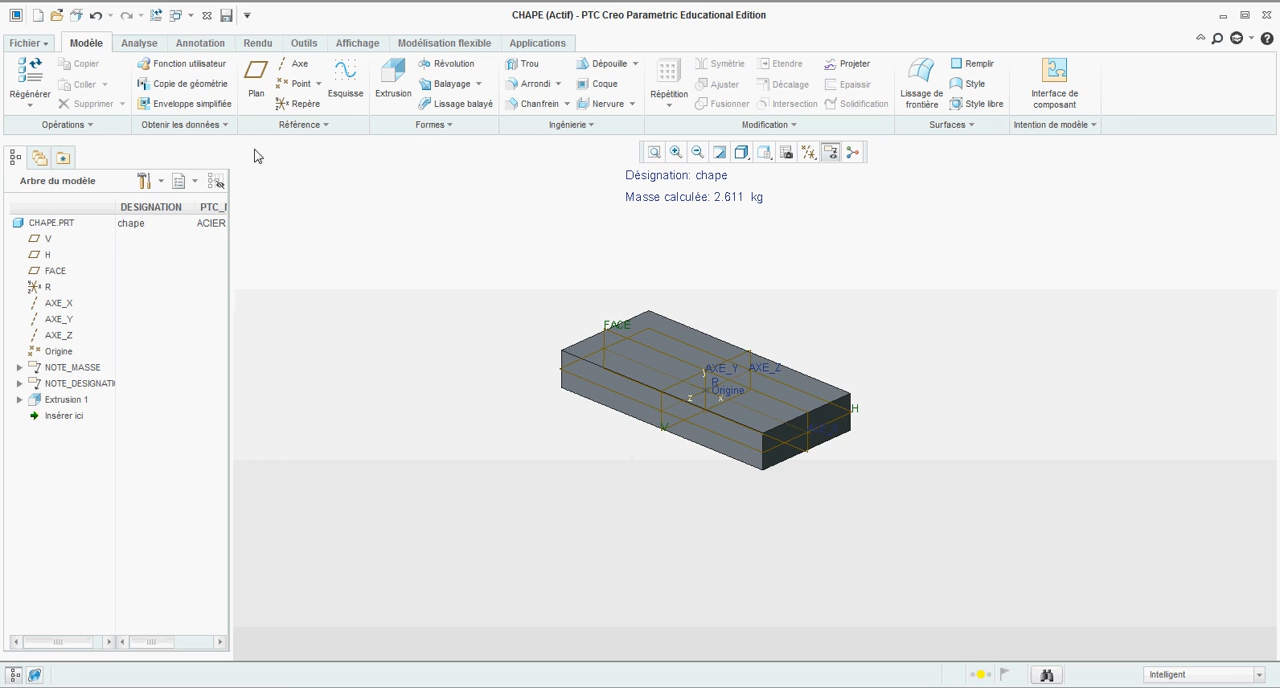 CHAPE (Actif) - PTC Creo Parametric Educational Edition
Fichier Modèle Analyse Annotation Rendu Outils Affichage Modélisation flexible Applications
Régénérer
Copier
Coller
Supprimer
Opérations
Fonction utilisateur
Copie de géométrie
Enveloppe simplifiée
Obtenir les données
Plan
Axe
Point
Repère
Esquisse
Référence
Extrusion
Révolution
Balayage
Lissage balayé
Formes
Trou
Arrondi
Chanfrein
Dépouille
Coque
Nervure
Ingénierie
Répétition
Symétrie
Ajuster
Fusionner
Etendre
Décalage
Intersection
Projeter
Epaissir
Solidification
Modification
Lissage de
frontière
Remplir
Style
Style libre
Surfaces
Interface de
composant
Intention de modèle
Arbre du modèle
DESIGNATION PTC_
CHAPE.PRT chape ACIER
V
H
FACE
R
AXE_X
AXE_Y
AXE_Z
Origine
NOTE_MASSE
NOTE_DESIGNATI
Extrusion 1
Insérer ici
Désignation: chape
Masse calculée: 2.611 kg
FACE
AXE_Y AXE_Z
R
Origine
z x
H
V
Intelligent